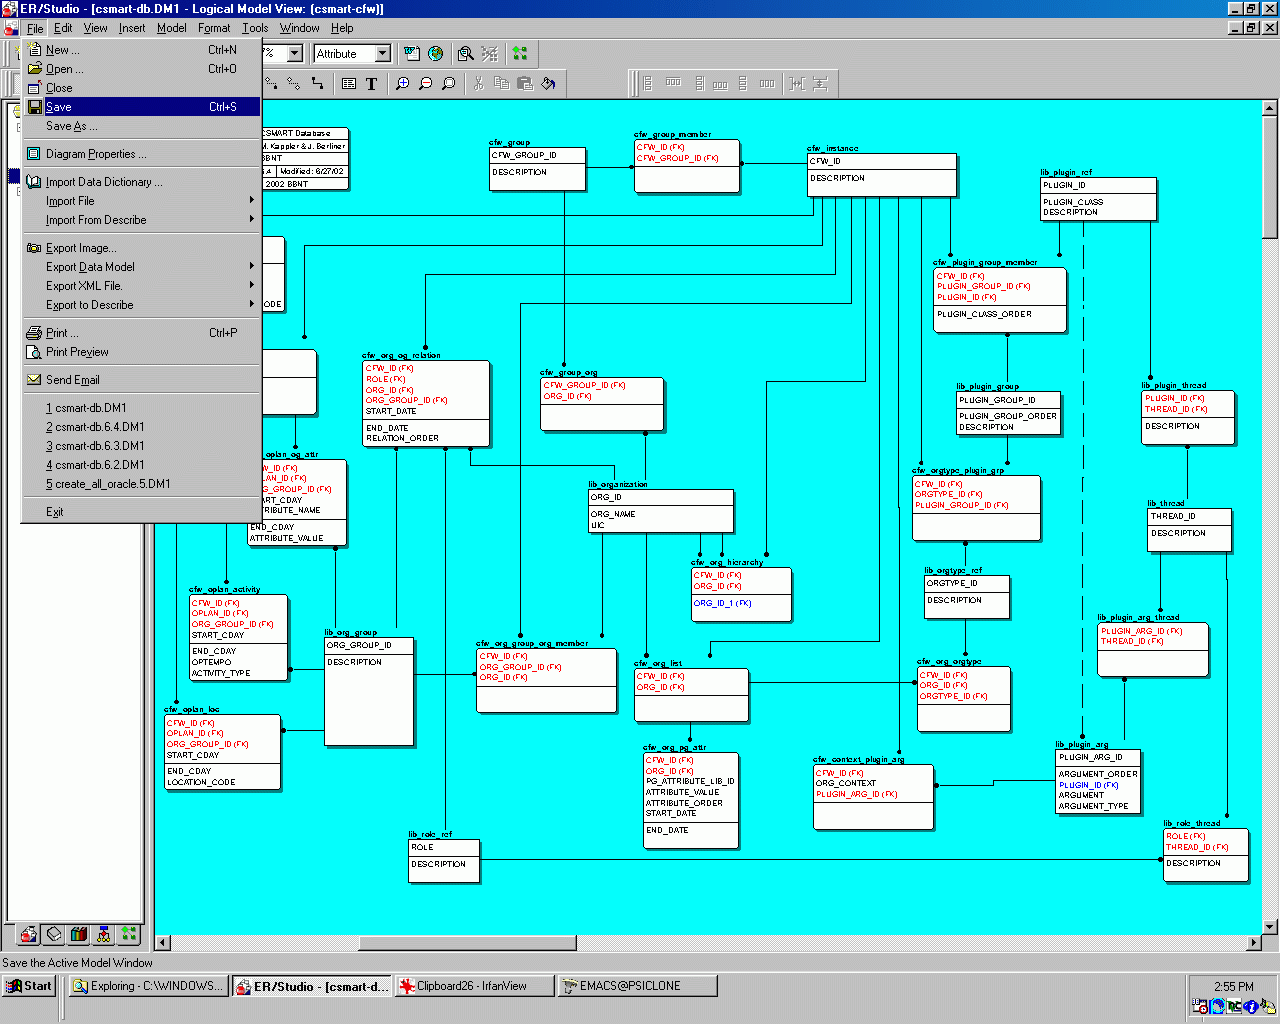 ER/Studio - [csmart-db.DM1 - Logical Model View: (csmart-cfw)]
File Edit View Insert Model Format Tools Window Help
New ... Ctrl+N
Open ... Ctrl+O
Close
Save Ctrl+S
Save As ...
Diagram Properties ...
Import Data Dictionary ...
Import File
Import From Describe
Export Image...
Export Data Model
Export XML File.
Export to Describe
Print ... Ctrl+P
Print Preview
Send Email
1 csmart-db.DM1
2 csmart-db.6.4.DM1
3 csmart-db.6.3.DM1
4 csmart-db.6.2.DM1
5 create_all_oracle.5.DM1
Exit
% Attribute
CSMART Database
M. Kappler & J. Berliner
BBNT
6.4 Modified: 6/27/02
2002 BBNT
cfw_group
CFW_GROUP_ID
DESCRIPTION
cfw_group_member
CFW_ID (FK)
CFW_GROUP_ID (FK)
cfw_instance
CFW_ID
DESCRIPTION
lib_plugin_ref
PLUGIN_ID
PLUGIN_CLASS
DESCRIPTION
cfw_plugin_group_member
CFW_ID (FK)
PLUGIN_GROUP_ID (FK)
PLUGIN_ID (FK)
PLUGIN_CLASS_ORDER
ODE
cfw_org_og_relation
CFW_ID (FK)
ROLE (FK)
ORG_ID (FK)
ORG_GROUP_ID (FK)
START_DATE
END_DATE
RELATION_ORDER
cfw_group_org
CFW_GROUP_ID (FK)
ORG_ID (FK)
lib_plugin_group
PLUGIN_GROUP_ID
PLUGIN_GROUP_ORDER
DESCRIPTION
lib_plugin_thread
PLUGIN_ID (FK)
THREAD_ID (FK)
DESCRIPTION
oplan_og_attr
W_ID (FK)
LAN_ID (FK)
G_GROUP_ID (FK)
ART_CDAY
TRIBUTE_NAME
END_CDAY
ATTRIBUTE_VALUE
lib_organization
ORG_ID
ORG_NAME
UIC
cfw_orgtype_plugin_grp
CFW_ID (FK)
ORGTYPE_ID (FK)
PLUGIN_GROUP_ID (FK)
lib_thread
THREAD_ID
DESCRIPTION
cfw_org_hierarchy
CFW_ID (FK)
ORG_ID (FK)
ORG_ID_1 (FK)
lib_orgtype_ref
ORGTYPE_ID
DESCRIPTION
cfw_oplan_activity
CFW_ID (FK)
OPLAN_ID (FK)
ORG_GROUP_ID (FK)
START_CDAY
END_CDAY
OPTEMPO
ACTIVITY_TYPE
lib_org_group
ORG_GROUP_ID
DESCRIPTION
cfw_org_group_org_member
CFW_ID (FK)
ORG_GROUP_ID (FK)
ORG_ID (FK)
cfw_org_list
CFW_ID (FK)
ORG_ID (FK)
cfw_org_orgtype
CFW_ID (FK)
ORG_ID (FK)
ORGTYPE_ID (FK)
lib_plugin_arg_thread
PLUGIN_ARG_ID (FK)
THREAD_ID (FK)
cfw_oplan_loc
CFW_ID (FK)
OPLAN_ID (FK)
ORG_GROUP_ID (FK)
START_CDAY
END_CDAY
LOCATION_CODE
cfw_org_pg_attr
CFW_ID (FK)
ORG_ID (FK)
PG_ATTRIBUTE_LIB_ID
ATTRIBUTE_VALUE
ATTRIBUTE_ORDER
START_DATE
END_DATE
cfw_context_plugin_arg
CFW_ID (FK)
ORG_CONTEXT
PLUGIN_ARG_ID (FK)
lib_plugin_arg
PLUGIN_ARG_ID
ARGUMENT_ORDER
PLUGIN_ID (FK)
ARGUMENT
ARGUMENT_TYPE
lib_role_ref
ROLE
DESCRIPTION
lib_role_thread
ROLE (FK)
THREAD_ID (FK)
DESCRIPTION
Save the Active Model Window
Start Exploring - C:\WINDOWS... ER/Studio - [csmart-d... Clipboard26 - IrfanView EMACS@PSICLONE 2:55 PM